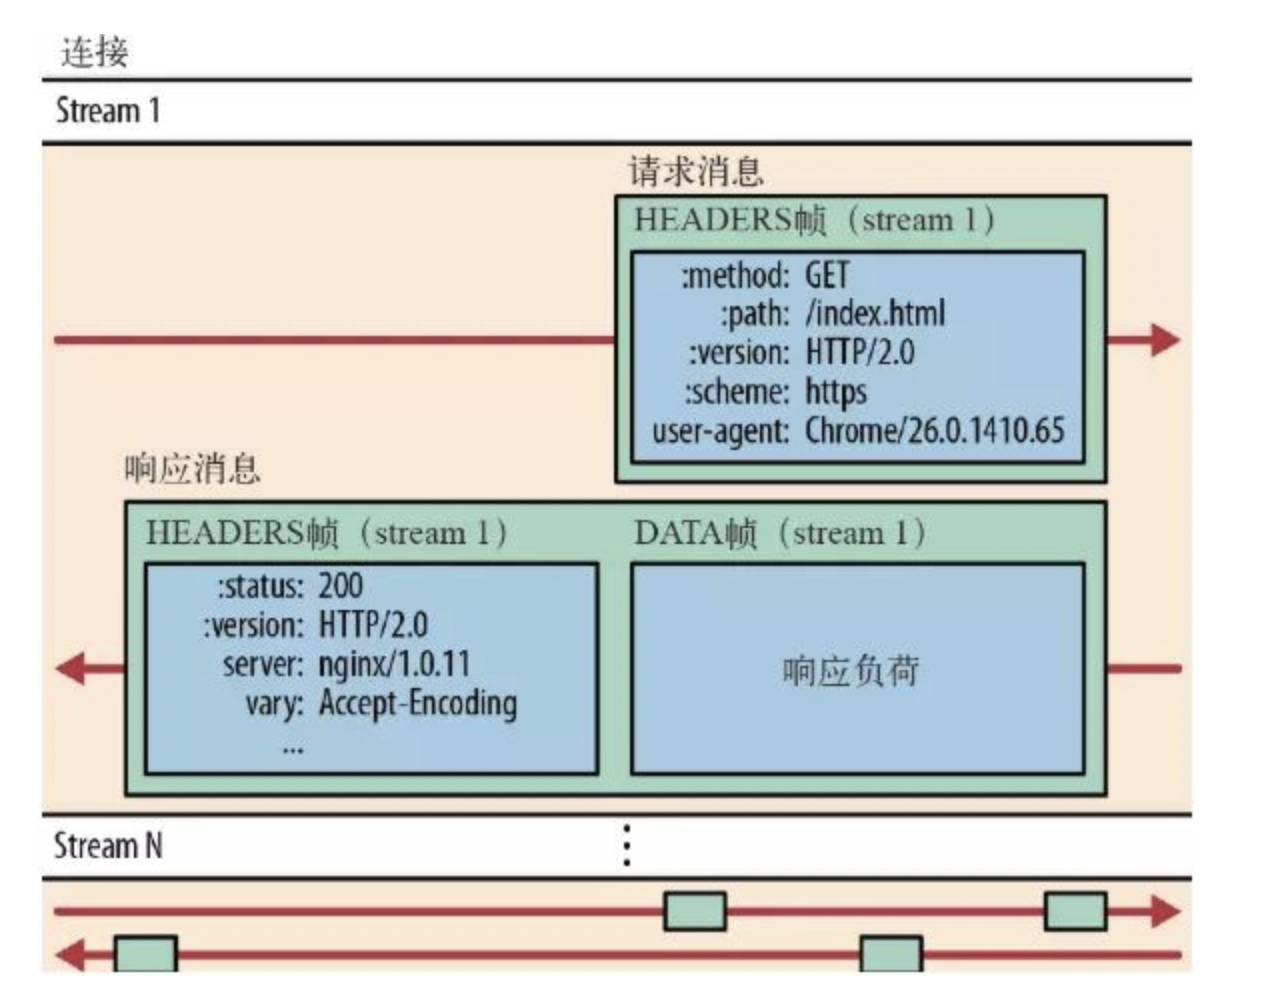 连接
Stream 1
请求消息
HEADERS帧（stream 1）
:method: GET
:path: /index.html
:version: HTTP/2.0
:scheme: https
user-agent: Chrome/26.0.1410.65
响应消息
HEADERS帧（stream 1）
:status: 200
:version: HTTP/2.0
server: nginx/1.0.11
vary: Accept-Encoding
...
DATA帧（stream 1）
响应负荷
Stream N